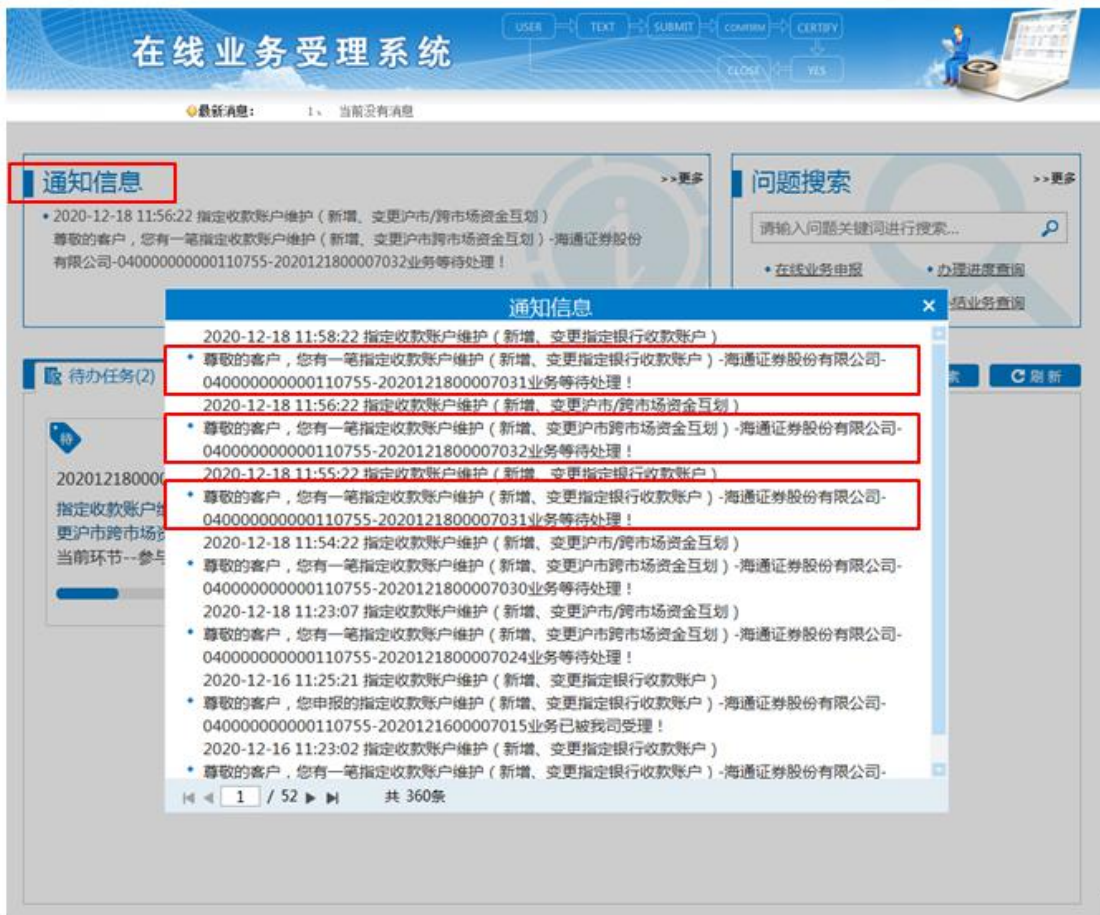 在线业务受理系统
USER TEXT SUBMIT CONFIRM CERTIFY
CLOSE YES
最新消息： 1、 当前没有消息
通知信息 >>更多
• 2020-12-18 11:56:22 指定收款账户维护（新增、变更沪市/跨市场资金互划）
尊敬的客户，您有一笔指定收款账户维护（新增、变更沪市跨市场资金互划）-海通证券股份
有限公司-040000000000110755-2020121800007032业务等待处理！
问题搜索 >>更多
请输入问题关键词进行搜索...
• 在线业务申报 • 办理进度查询
结业务查询
待办任务(2)
刷新
待
202012180000
指定收款账户维
更沪市跨市场资
当前环节--参与
通知信息 ×
2020-12-18 11:58:22 指定收款账户维护（新增、变更指定银行收款账户）
• 尊敬的客户，您有一笔指定收款账户维护（新增、变更指定银行收款账户）-海通证券股份有限公司-
040000000000110755-2020121800007031业务等待处理！
2020-12-18 11:56:22 指定收款账户维护（新增、变更沪市/跨市场资金互划）
• 尊敬的客户，您有一笔指定收款账户维护（新增、变更沪市跨市场资金互划）-海通证券股份有限公司-
040000000000110755-2020121800007032业务等待处理！
2020-12-18 11:55:22 指定收款账户维护（新增、变更指定银行收款账户）
• 尊敬的客户，您有一笔指定收款账户维护（新增、变更指定银行收款账户）-海通证券股份有限公司-
040000000000110755-2020121800007031业务等待处理！
2020-12-18 11:54:22 指定收款账户维护（新增、变更沪市/跨市场资金互划）
• 尊敬的客户，您有一笔指定收款账户维护（新增、变更沪市跨市场资金互划）-海通证券股份有限公司-
040000000000110755-2020121800007030业务等待处理！
2020-12-18 11:23:07 指定收款账户维护（新增、变更沪市/跨市场资金互划）
• 尊敬的客户，您有一笔指定收款账户维护（新增、变更沪市跨市场资金互划）-海通证券股份有限公司-
040000000000110755-2020121800007024业务等待处理！
2020-12-16 11:25:21 指定收款账户维护（新增、变更指定银行收款账户）
• 尊敬的客户，您申报的指定收款账户维护（新增、变更指定银行收款账户）-海通证券股份有限公司-
040000000000110755-2020121600007015业务已被我司受理！
2020-12-16 11:23:02 指定收款账户维护（新增、变更指定银行收款账户）
• 尊敬的客户，您有一笔指定收款账户维护（新增、变更指定银行收款账户）-海通证券股份有限公司-
1 / 52 共 360条